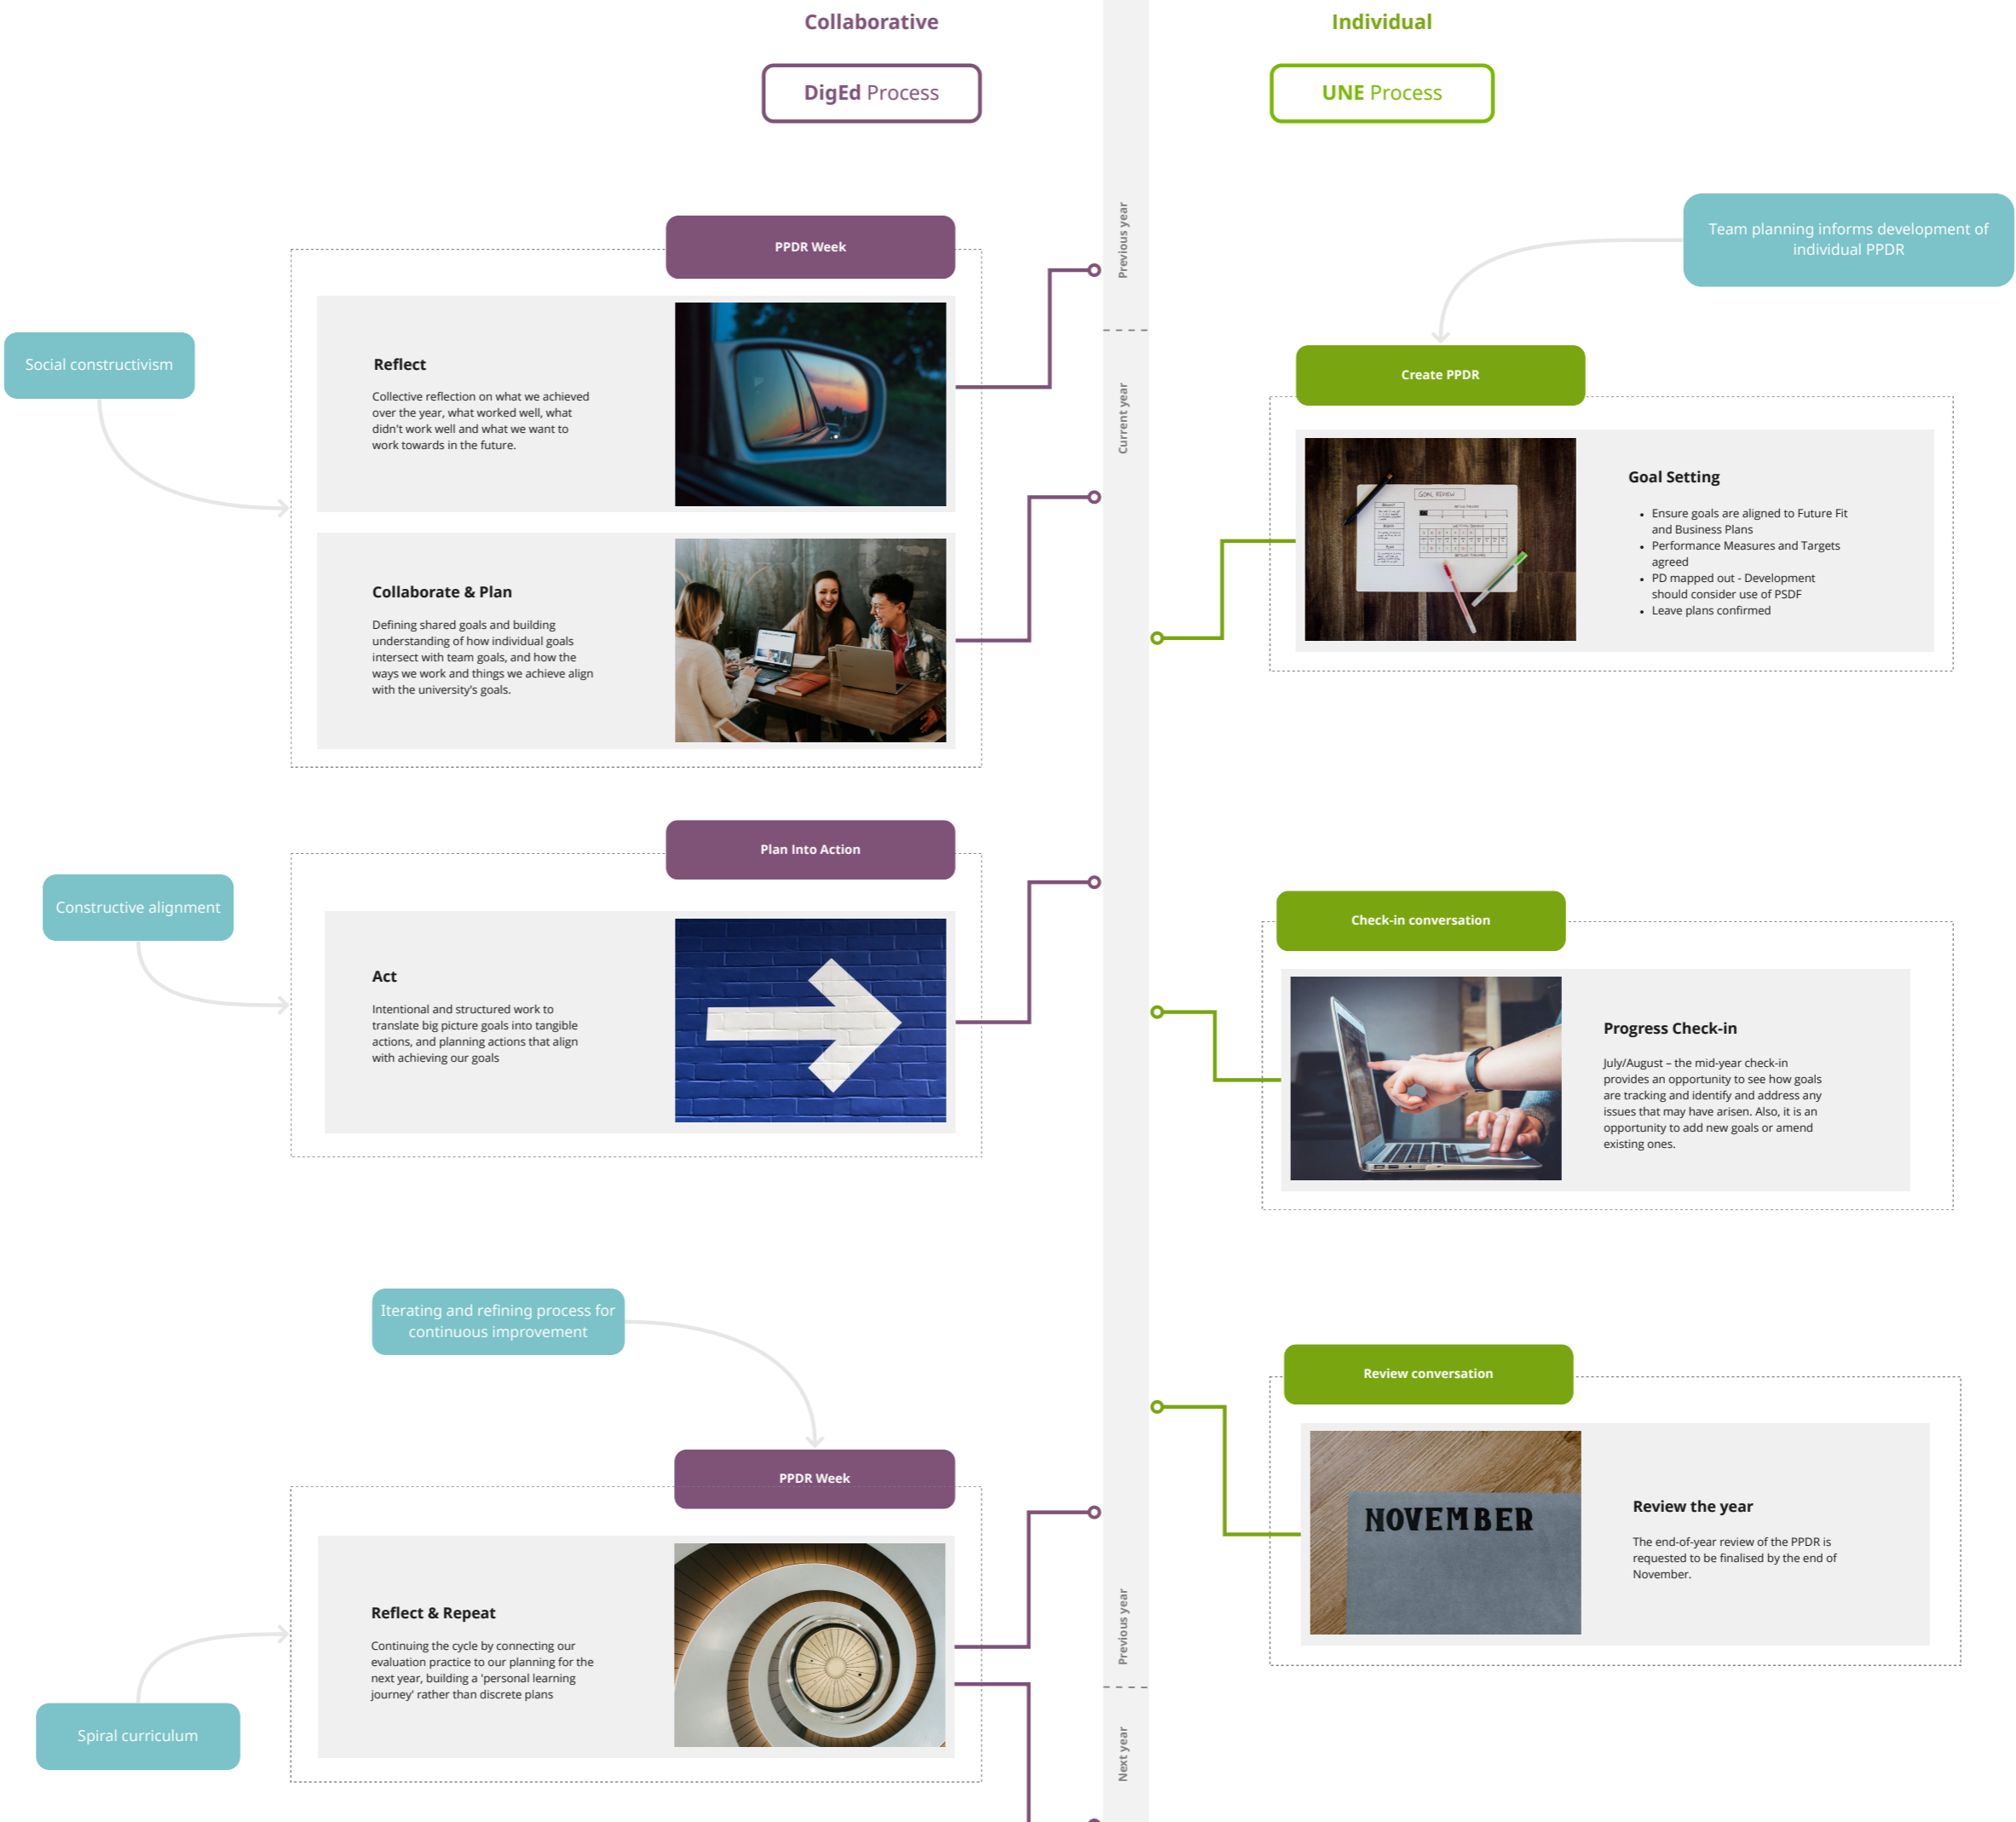 Collaborative
Individual
DigEd Process
UNE Process
Previous year
Current year
Team planning informs development of
individual PPDR
PPDR Week
Social constructivism
Reflect
Collective reflection on what we achieved
over the year, what worked well, what
didn't work well and what we want to
work towards in the future.
Collaborate & Plan
Defining shared goals and building
understanding of how individual goals
intersect with team goals, and how the
ways we work and things we achieve align
with the university's goals.
Create PPDR
GOAL REVIEW
Goal Setting
• Ensure goals are aligned to Future Fit
and Business Plans
• Performance Measures and Targets
agreed
• PD mapped out - Development
should consider use of PSDF
• Leave plans confirmed
Plan Into Action
Constructive alignment
Act
Intentional and structured work to
translate big picture goals into tangible
actions, and planning actions that align
with achieving our goals
Check-in conversation
Progress Check-in
July/August – the mid-year check-in
provides an opportunity to see how goals
are tracking and identify and address any
issues that may have arisen. Also, it is an
opportunity to add new goals or amend
existing ones.
Iterating and refining process for
continuous improvement
Review conversation
NOVEMBER
Review the year
The end-of-year review of the PPDR is
requested to be finalised by the end of
November.
PPDR Week
Reflect & Repeat
Continuing the cycle by connecting our
evaluation practice to our planning for the
next year, building a 'personal learning
journey' rather than discrete plans
Spiral curriculum
Previous year
Next year